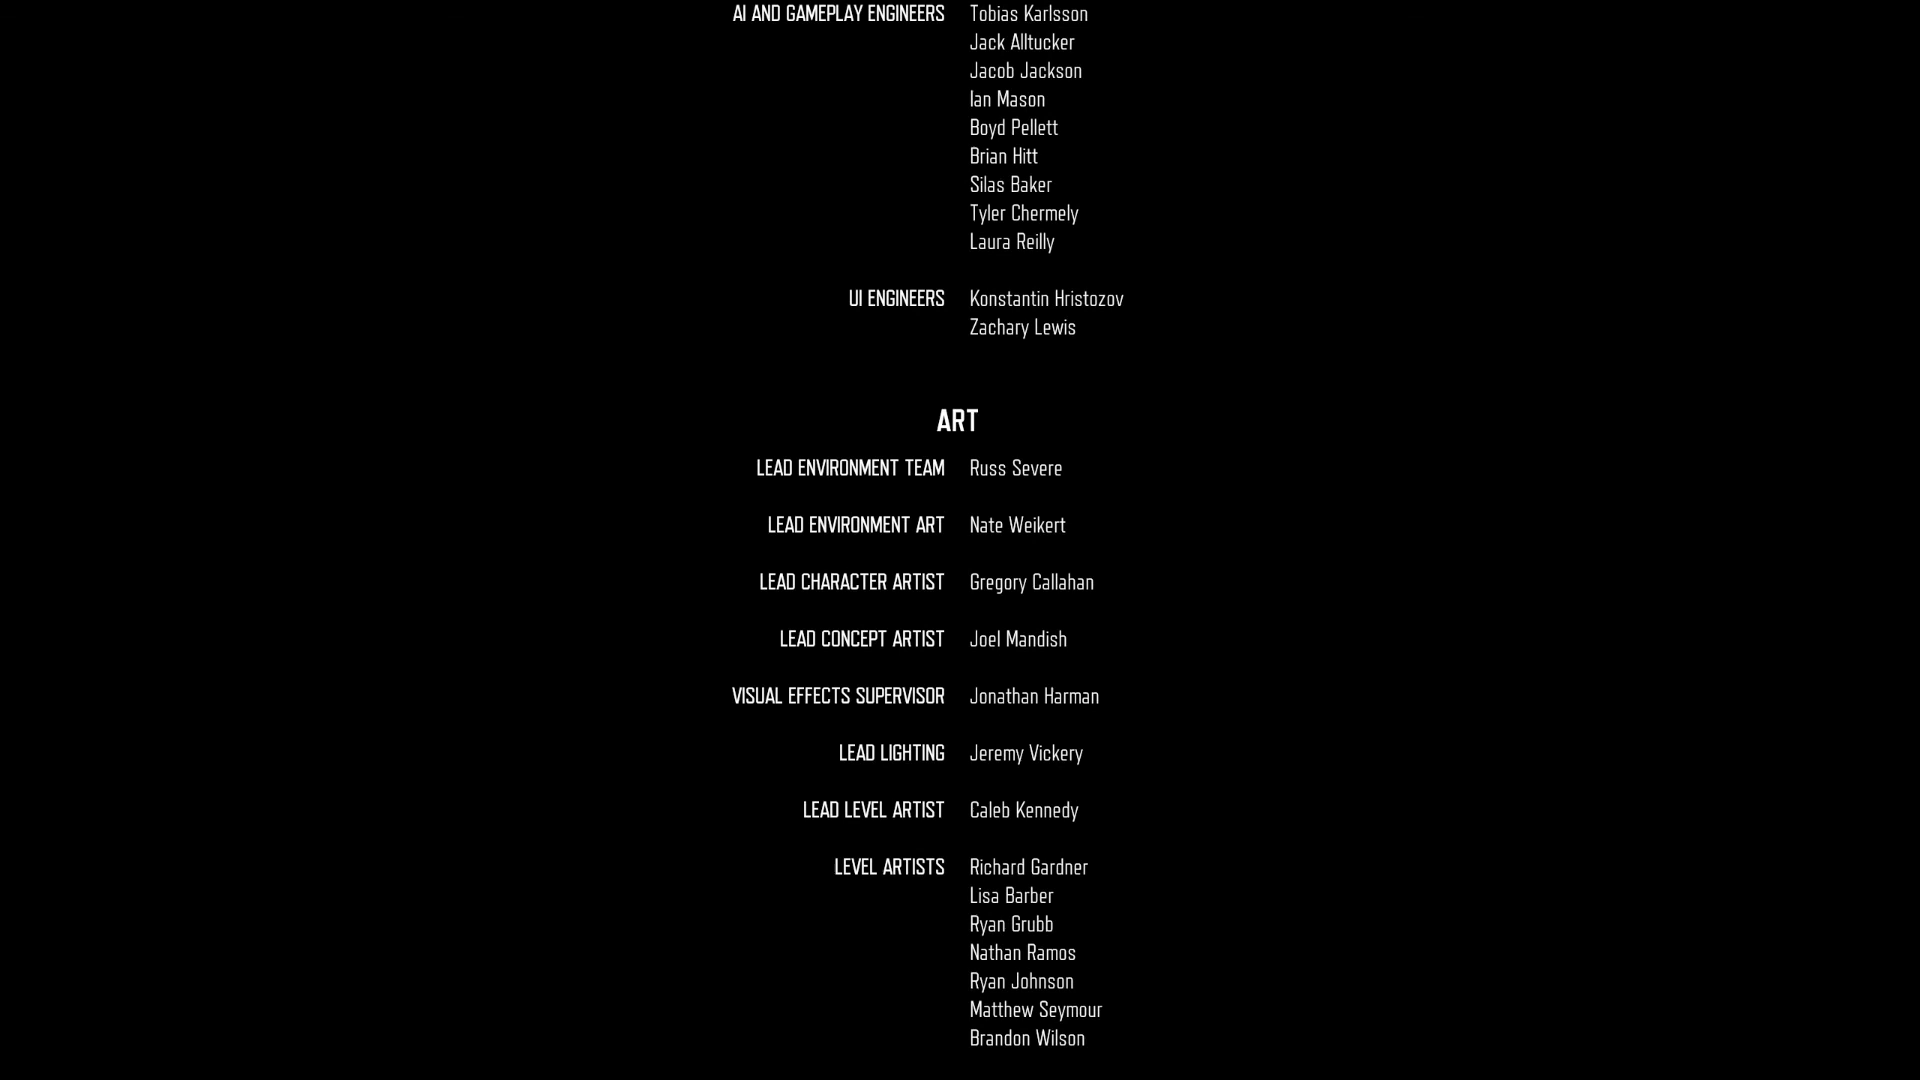 AI AND GAMEPLAY ENGINEERS Tobias Karlsson
Jack Alltucker
Jacob Jackson
Ian Mason
Boyd Pellett
Brian Hitt
Silas Baker
Tyler Chermely
Laura Reilly
UI ENGINEERS Konstantin Hristozov
Zachary Lewis
ART
LEAD ENVIRONMENT TEAM Russ Severe
LEAD ENVIRONMENT ART Nate Weikert
LEAD CHARACTER ARTIST Gregory Callahan
LEAD CONCEPT ARTIST Joel Mandish
VISUAL EFFECTS SUPERVISOR Jonathan Harman
LEAD LIGHTING Jeremy Vickery
LEAD LEVEL ARTIST Caleb Kennedy
LEVEL ARTISTS Richard Gardner
Lisa Barber
Ryan Grubb
Nathan Ramos
Ryan Johnson
Matthew Seymour
Brandon Wilson